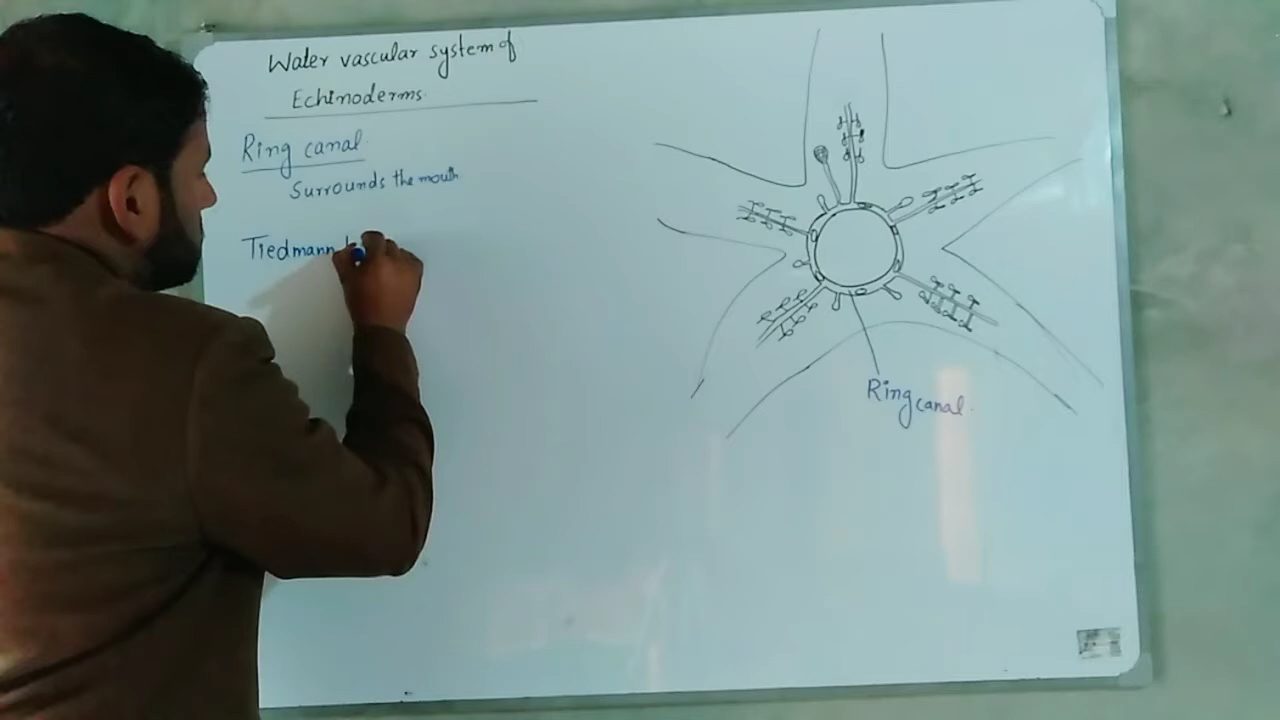 Water vascular system of
Echinoderms.
Ring canal
Surrounds the mouth
Tiedmann
Ring canal.